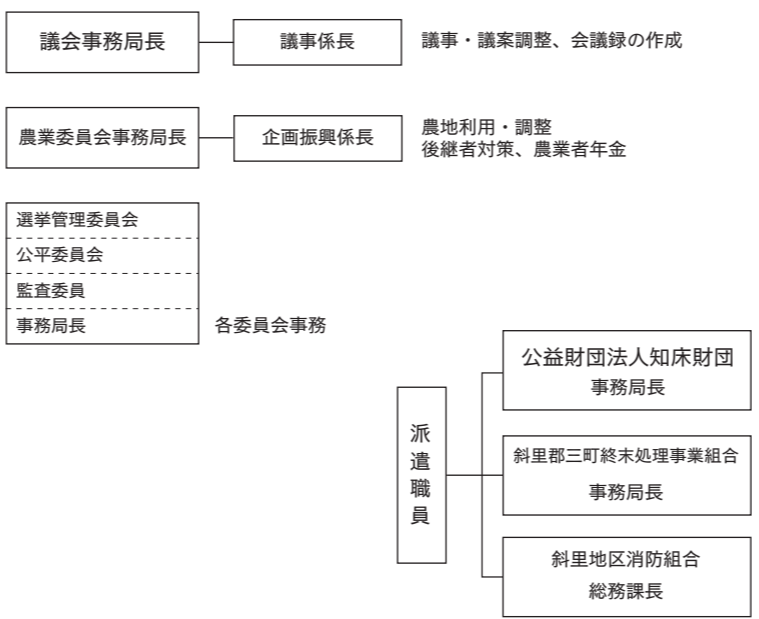 議会事務局長
議事係長
議事・議案調整、会議録の作成
農業委員会事務局長
企画振興係長
農地利用・調整
後継者対策、農業者年金
選挙管理委員会
公平委員会
監査委員
事務局長
各委員会事務
派遣職員
公益財団法人知床財団
事務局長
斜里郡三町終末処理事業組合
事務局長
斜里地区消防組合
総務課長